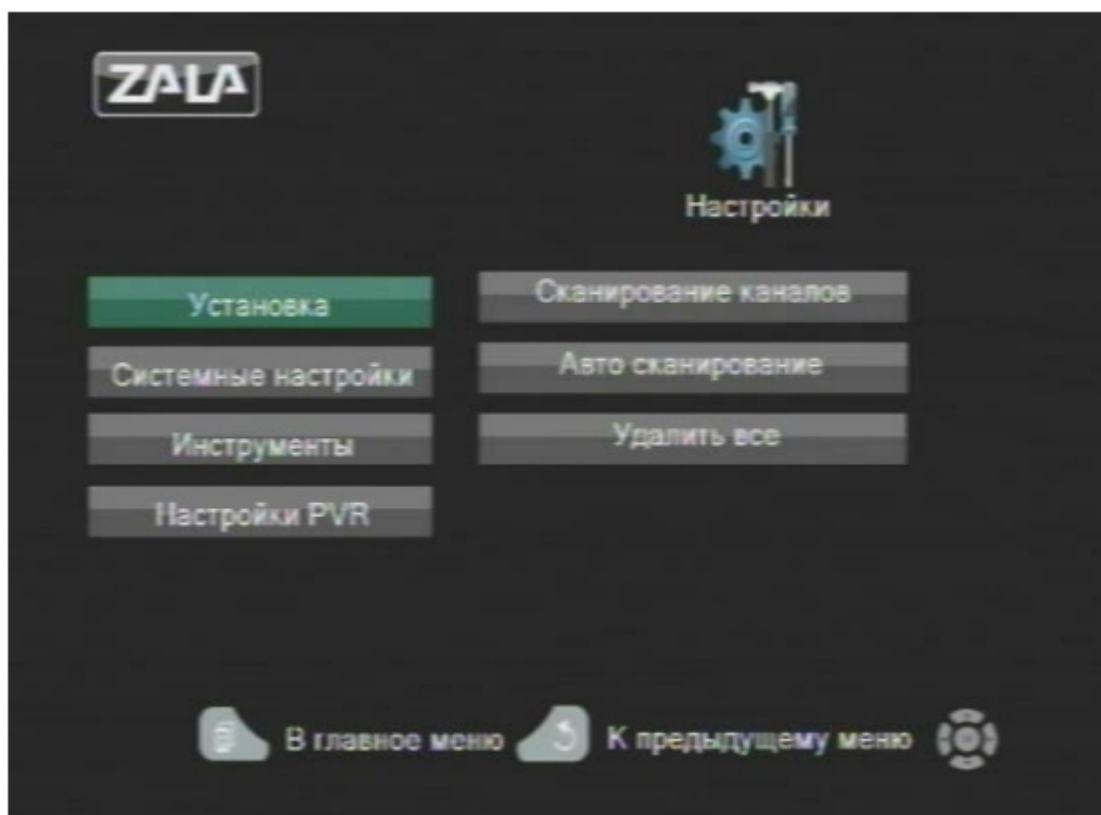 ZALA
Настройки
Установка
Системные настройки
Инструменты
Настройки PVR
Сканирование каналов
Авто сканирование
Удалить все
В главное меню
К предыдущему меню